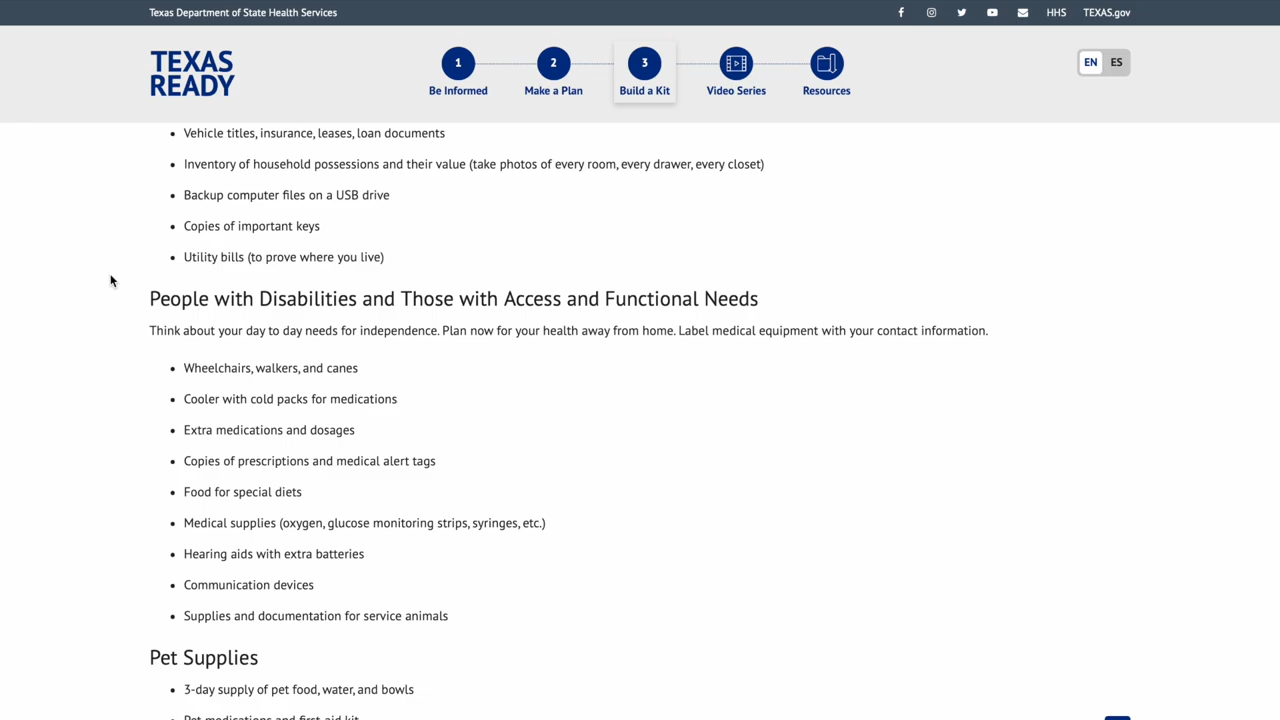 Texas Department of State Health Services
HHS
TEXAS.gov
TEXAS
READY
1
2
3
Be Informed
Make a Plan
Build a Kit
Video Series
Resources
EN
ES
• Vehicle titles, insurance, leases, loan documents
• Inventory of household possessions and their value (take photos of every room, every drawer, every closet)
• Backup computer files on a USB drive
• Copies of important keys
• Utility bills (to prove where you live)
People with Disabilities and Those with Access and Functional Needs
Think about your day to day needs for independence. Plan now for your health away from home. Label medical equipment with your contact information.
• Wheelchairs, walkers, and canes
• Cooler with cold packs for medications
• Extra medications and dosages
• Copies of prescriptions and medical alert tags
• Food for special diets
• Medical supplies (oxygen, glucose monitoring strips, syringes, etc.)
• Hearing aids with extra batteries
• Communication devices
• Supplies and documentation for service animals
Pet Supplies
• 3-day supply of pet food, water, and bowls
• Pet medications and first-aid kit